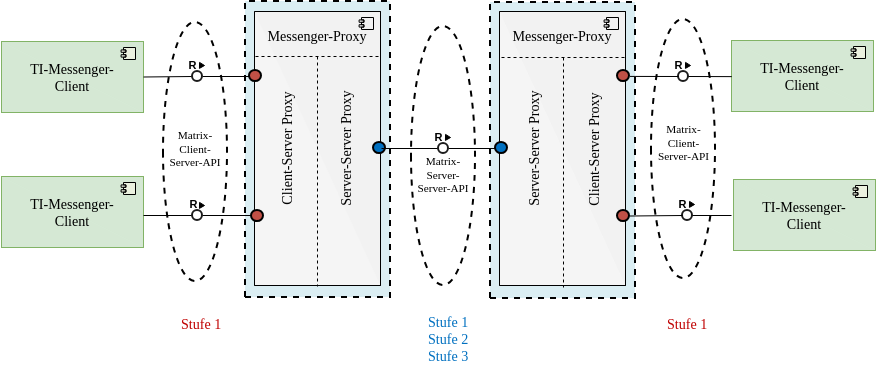 Messenger-Proxy
Messenger-Proxy
TI-Messenger-
Client
R
R
R
TI-Messenger-
Client
Client-Server Proxy
Server-Server Proxy
Server-Server Proxy
Client-Server Proxy
Matrix-
Client-
Server-API
Matrix-
Server-
Server-API
Matrix-
Client-
Server-API
TI-Messenger-
Client
R
R
TI-Messenger-
Client
Stufe 1
Stufe 1
Stufe 2
Stufe 3
Stufe 1